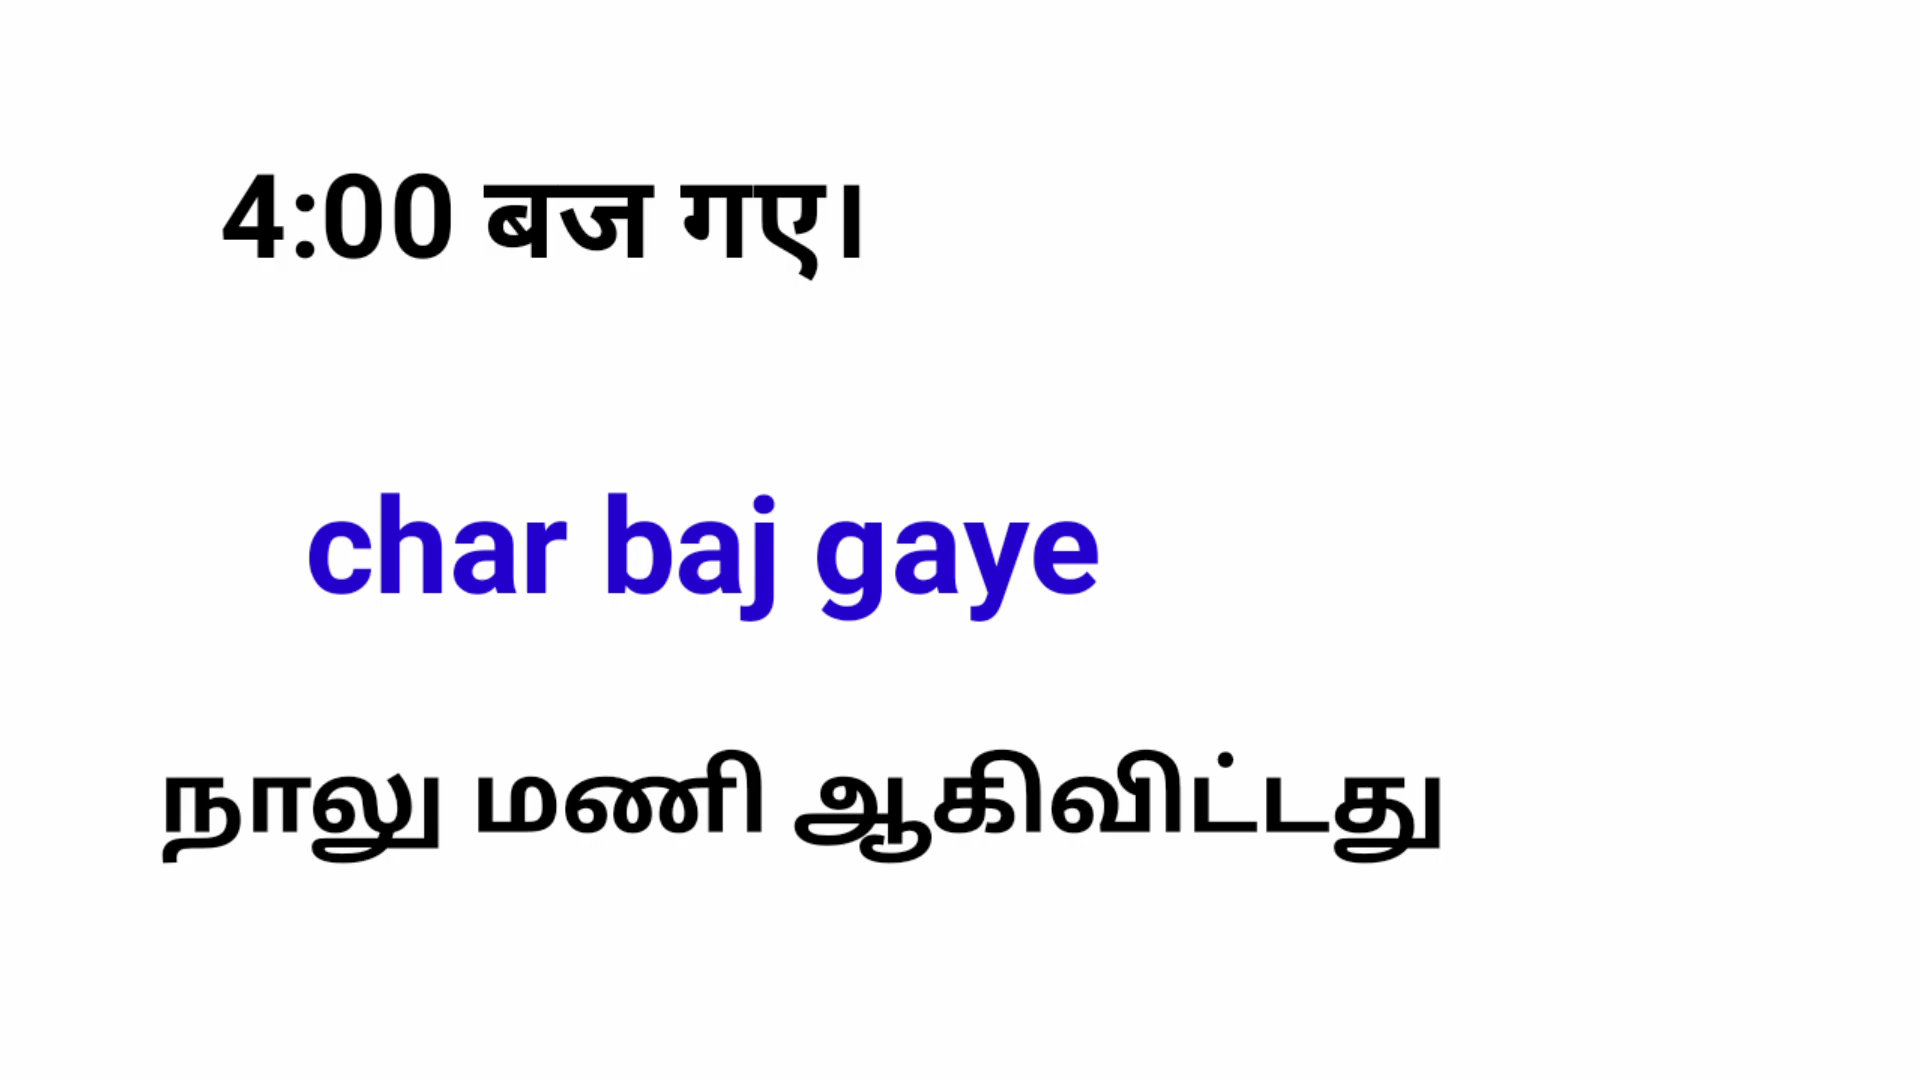 4:00 बज गए।
char baj gaye
நாலு மணி ஆகிவிட்டது